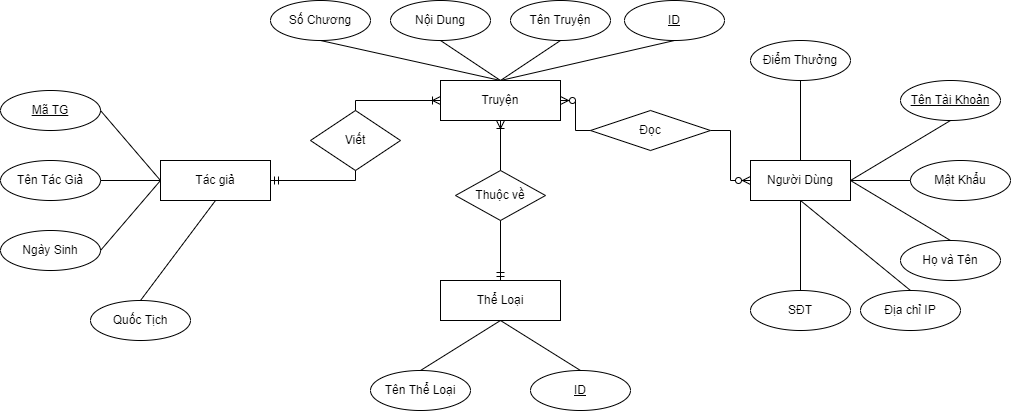 Số Chương
Nội Dung
Tên Truyện
ID
Điểm Thưởng
Mã TG
Truyện
Tên Tài Khoản
Viết
Đọc
Tên Tác Giả
Tác giả
Thuộc về
Người Dùng
Mật Khẩu
Ngày Sinh
Họ và Tên
Quốc Tịch
Thể Loại
SĐT
Địa chỉ IP
Tên Thể Loại
ID